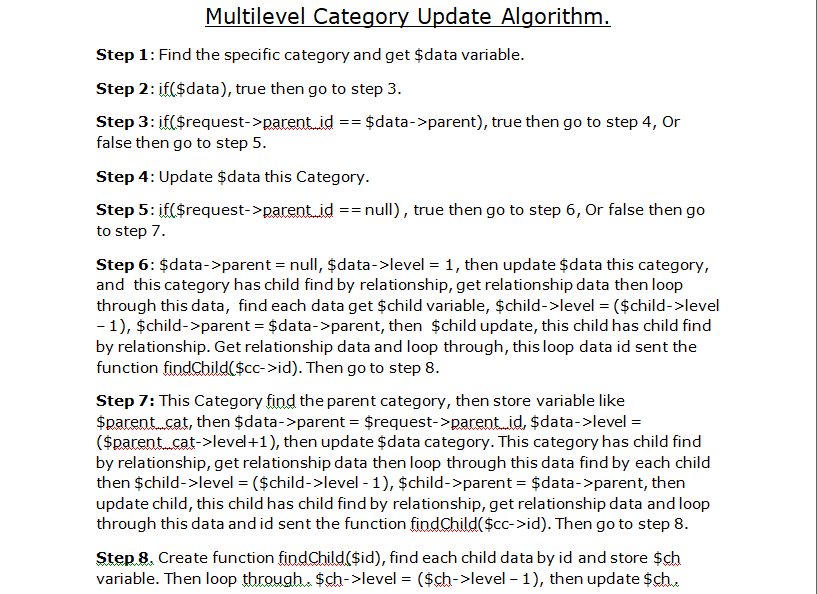 Multilevel Category Update Algorithm.
Step 1: Find the specific category and get $data variable.
Step 2: if($data), true then go to step 3.
Step 3: if($request->parent_id == $data->parent), true then go to step 4, Or
false then go to step 5.
Step 4: Update $data this Category.
Step 5: if($request->parent_id == null) , true then go to step 6, Or false then go
to step 7.
Step 6: $data->parent = null, $data->level = 1, then update $data this category,
and  this category has child find by relationship, get relationship data then loop
through this data,  find each data get $child variable, $child->level = ($child->level
– 1), $child->parent = $data->parent, then  $child update, this child has child find
by relationship. Get relationship data and loop through, this loop data id sent the
function findChild($cc->id). Then go to step 8.
Step 7: This Category find the parent category, then store variable like
$parent_cat, then $data->parent = $request->parent_id, $data->level =
($parent_cat->level+1), then update $data category. This category has child find
by relationship, get relationship data then loop through this data find by each child
then $child->level = ($child->level - 1), $child->parent = $data->parent, then
update child, this child has child find by relationship, get relationship data and loop
through this data and id sent the function findChild($cc->id). Then go to step 8.
Step 8. Create function findChild($id), find each child data by id and store $ch
variable. Then loop through . $ch->level = ($ch->level – 1), then update $ch .